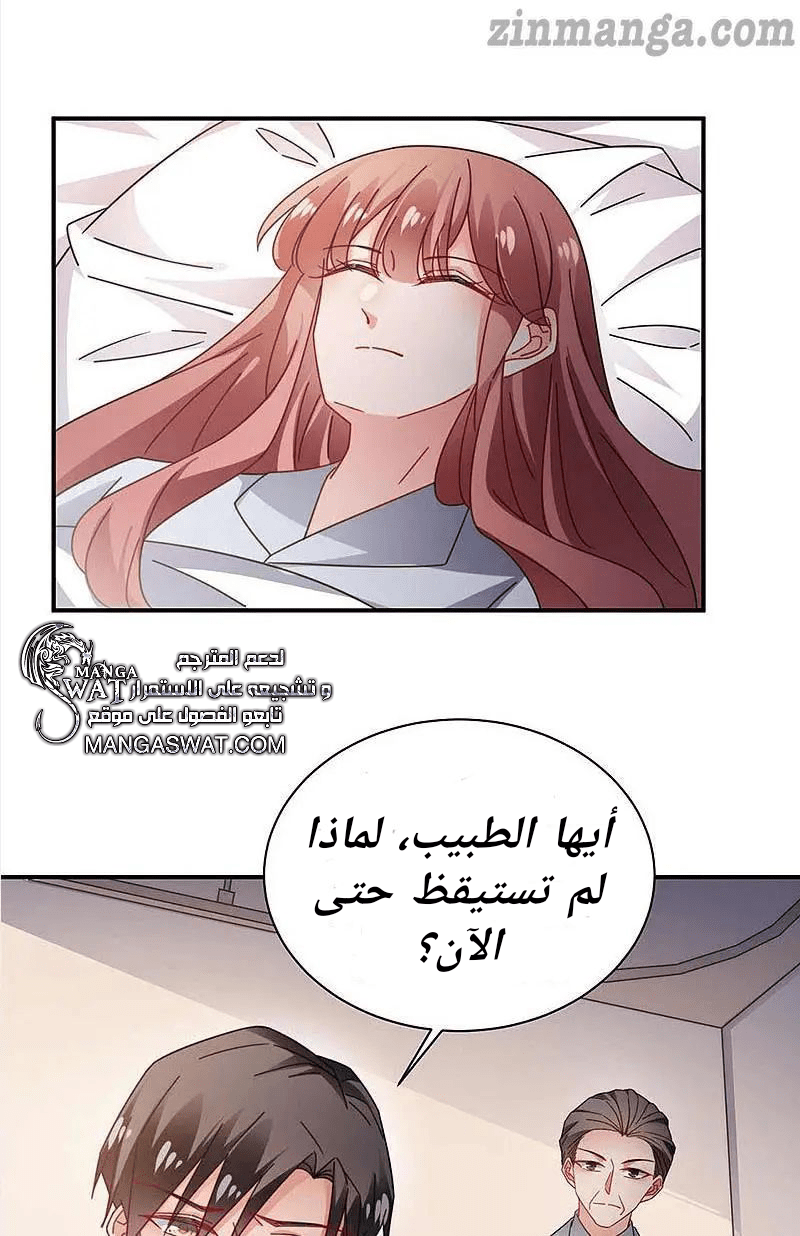 zinmanga.com
MANGA
SWAT
لدعم المترجم
و تشجيعه على الاستمرار
تابعو الفصول على موقع
MANGASWAT.COM
أيها الطبيب، لماذا
لم تستيقظ حتى
الآن؟